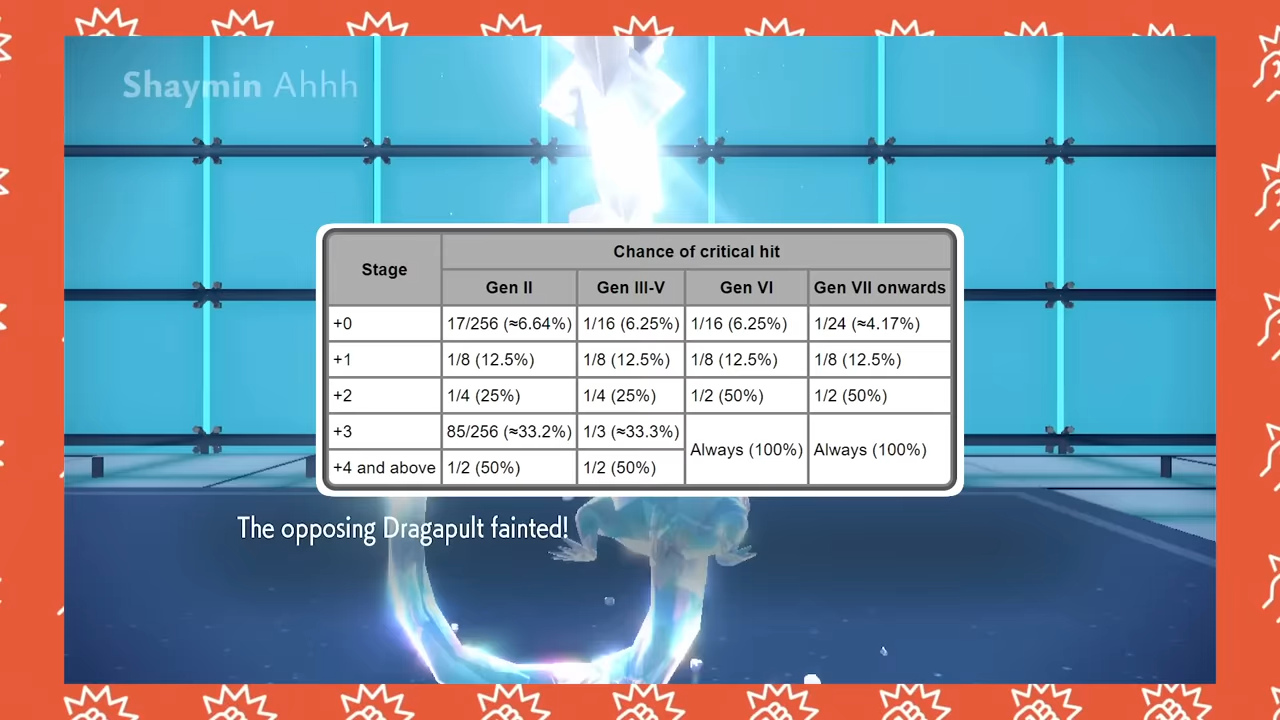 Shaymin Ahhh
Chance of critical hit
Stage
Gen II Gen III-V Gen VI Gen VII onwards
+0 17/256 (≈6.64%) 1/16 (6.25%) 1/16 (6.25%) 1/24 (≈4.17%)
+1 1/8 (12.5%) 1/8 (12.5%) 1/8 (12.5%) 1/8 (12.5%)
+2 1/4 (25%) 1/4 (25%) 1/2 (50%) 1/2 (50%)
+3 85/256 (≈33.2%) 1/3 (≈33.3%)
Always (100%) Always (100%)
+4 and above 1/2 (50%) 1/2 (50%)
The opposing Dragapult fainted!